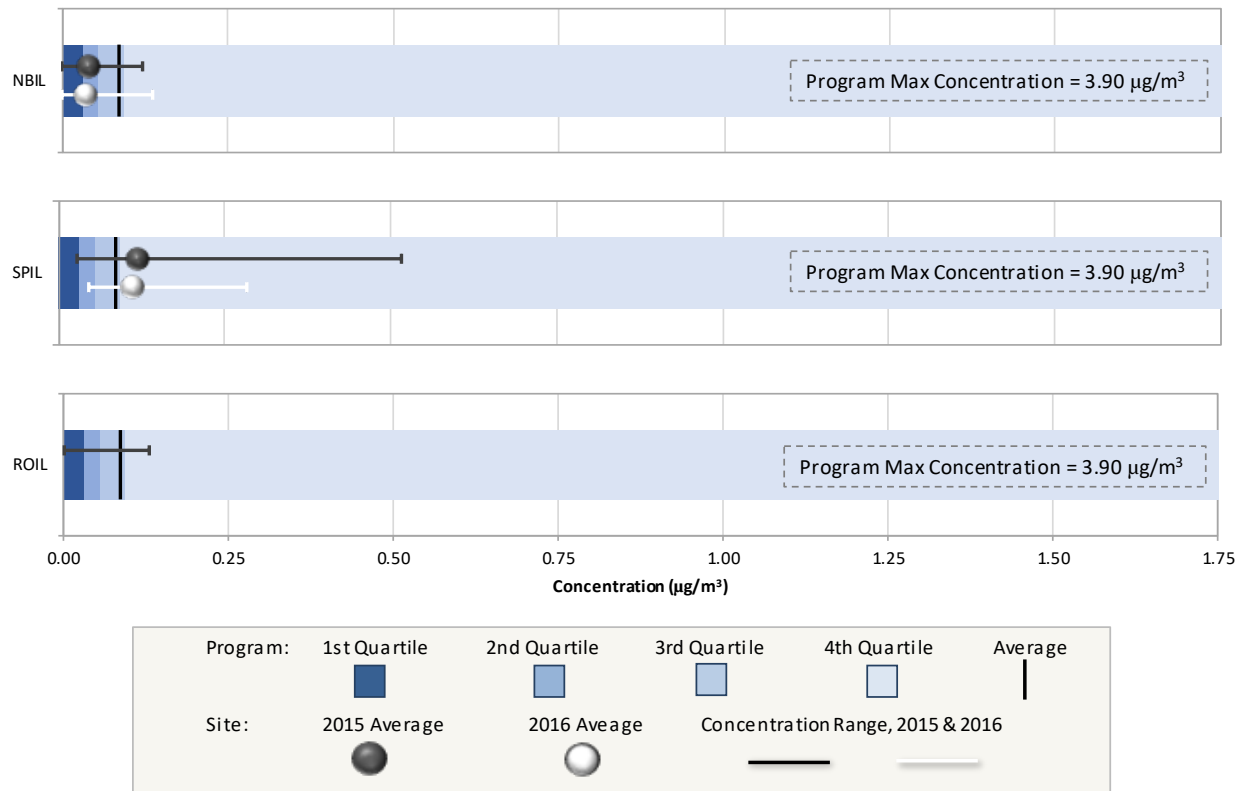 NBIL
Program Max Concentration = 3.90 µg/m³
SPIL
Program Max Concentration = 3.90 µg/m³
ROIL
Program Max Concentration = 3.90 µg/m³
0.00 0.25 0.50 0.75 1.00 1.25 1.50 1.75
Concentration (µg/m³)
Program: 1st Quartile 2nd Quartile 3rd Quartile 4th Quartile Average
Site: 2015 Average 2016 Aveage Concentration Range, 2015 & 2016